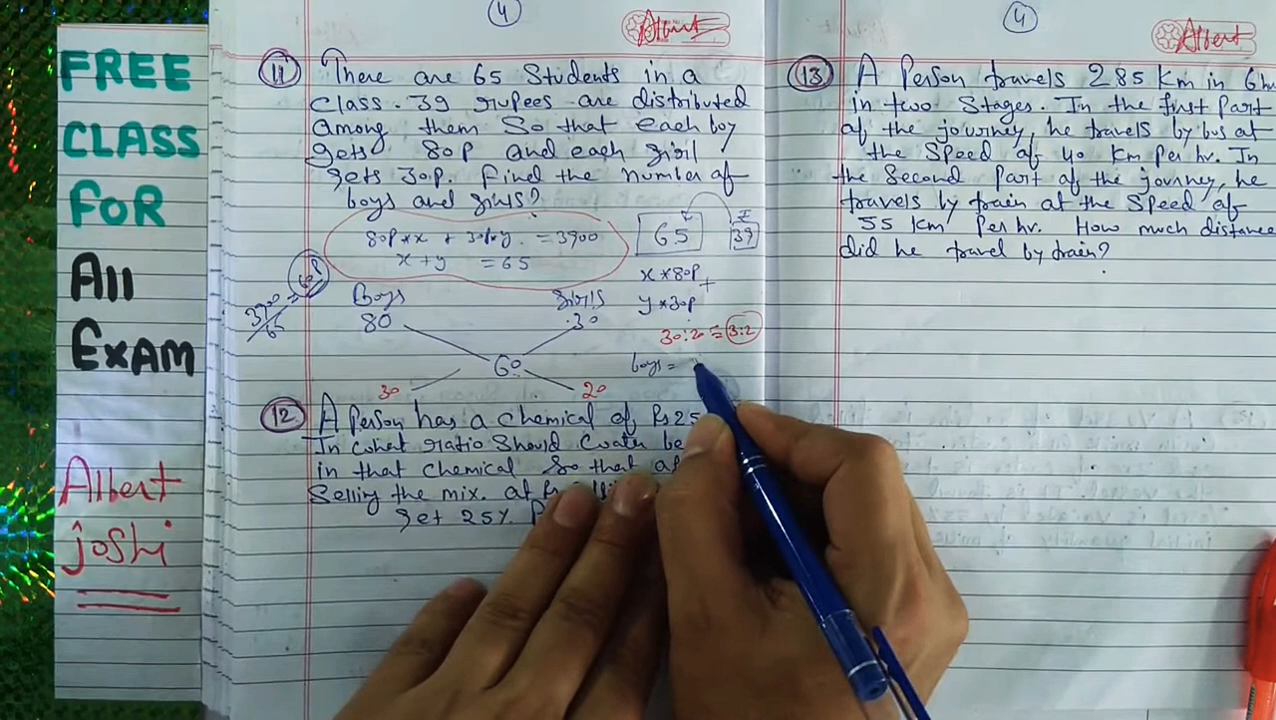 FREE
CLASS
FOR
All
EXAM
Albert
joshi
4
Albert
11 There are 65 Students in a
class. 39 rupees are distributed
among them So that each boy
gets 80P and each girl
gets 30P. find the number of
boys and girls?
80P*x + 30P*y. = 3900
x+y = 65
65
39
x*80P+
y*30P
3900
65
Boys
Girls
80
30
60
30
20
30:20 = 3:2
boys =
12 A Person has a chemical of Rs 25
In what ratio Should Water be
in that chemical So that af
Selling the mix. at Rs
get 25%
4
Albert
13 A Person travels 285 Km in 6h
in two Stages. In the first Part
of the journey, he travels by bus at
the Speed of 40 Km Per hr. In
the Second Part of the journey, he
travels by train at the Speed of
55 Km Per hr. How much distance
did he travel by train?